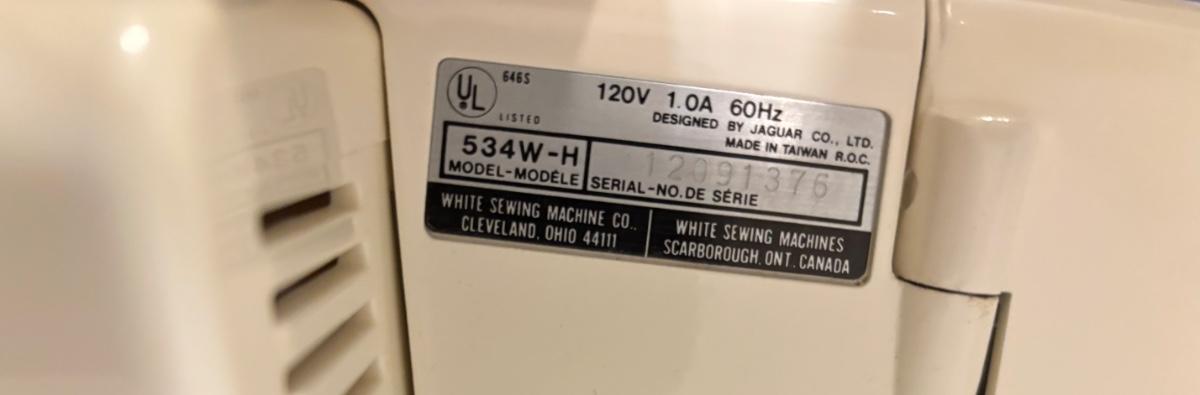 UL
LISTED
646S
120V 1.0A 60Hz
DESIGNED BY JAGUAR CO., LTD.
MADE IN TAIWAN R.O.C.
534W-H
MODEL-MODÈLE
12091376
SERIAL-NO.DE SÉRIE
WHITE SEWING MACHINE CO.,
CLEVELAND, OHIO 44111
WHITE SEWING MACHINES
SCARBOROUGH, ONT. CANADA